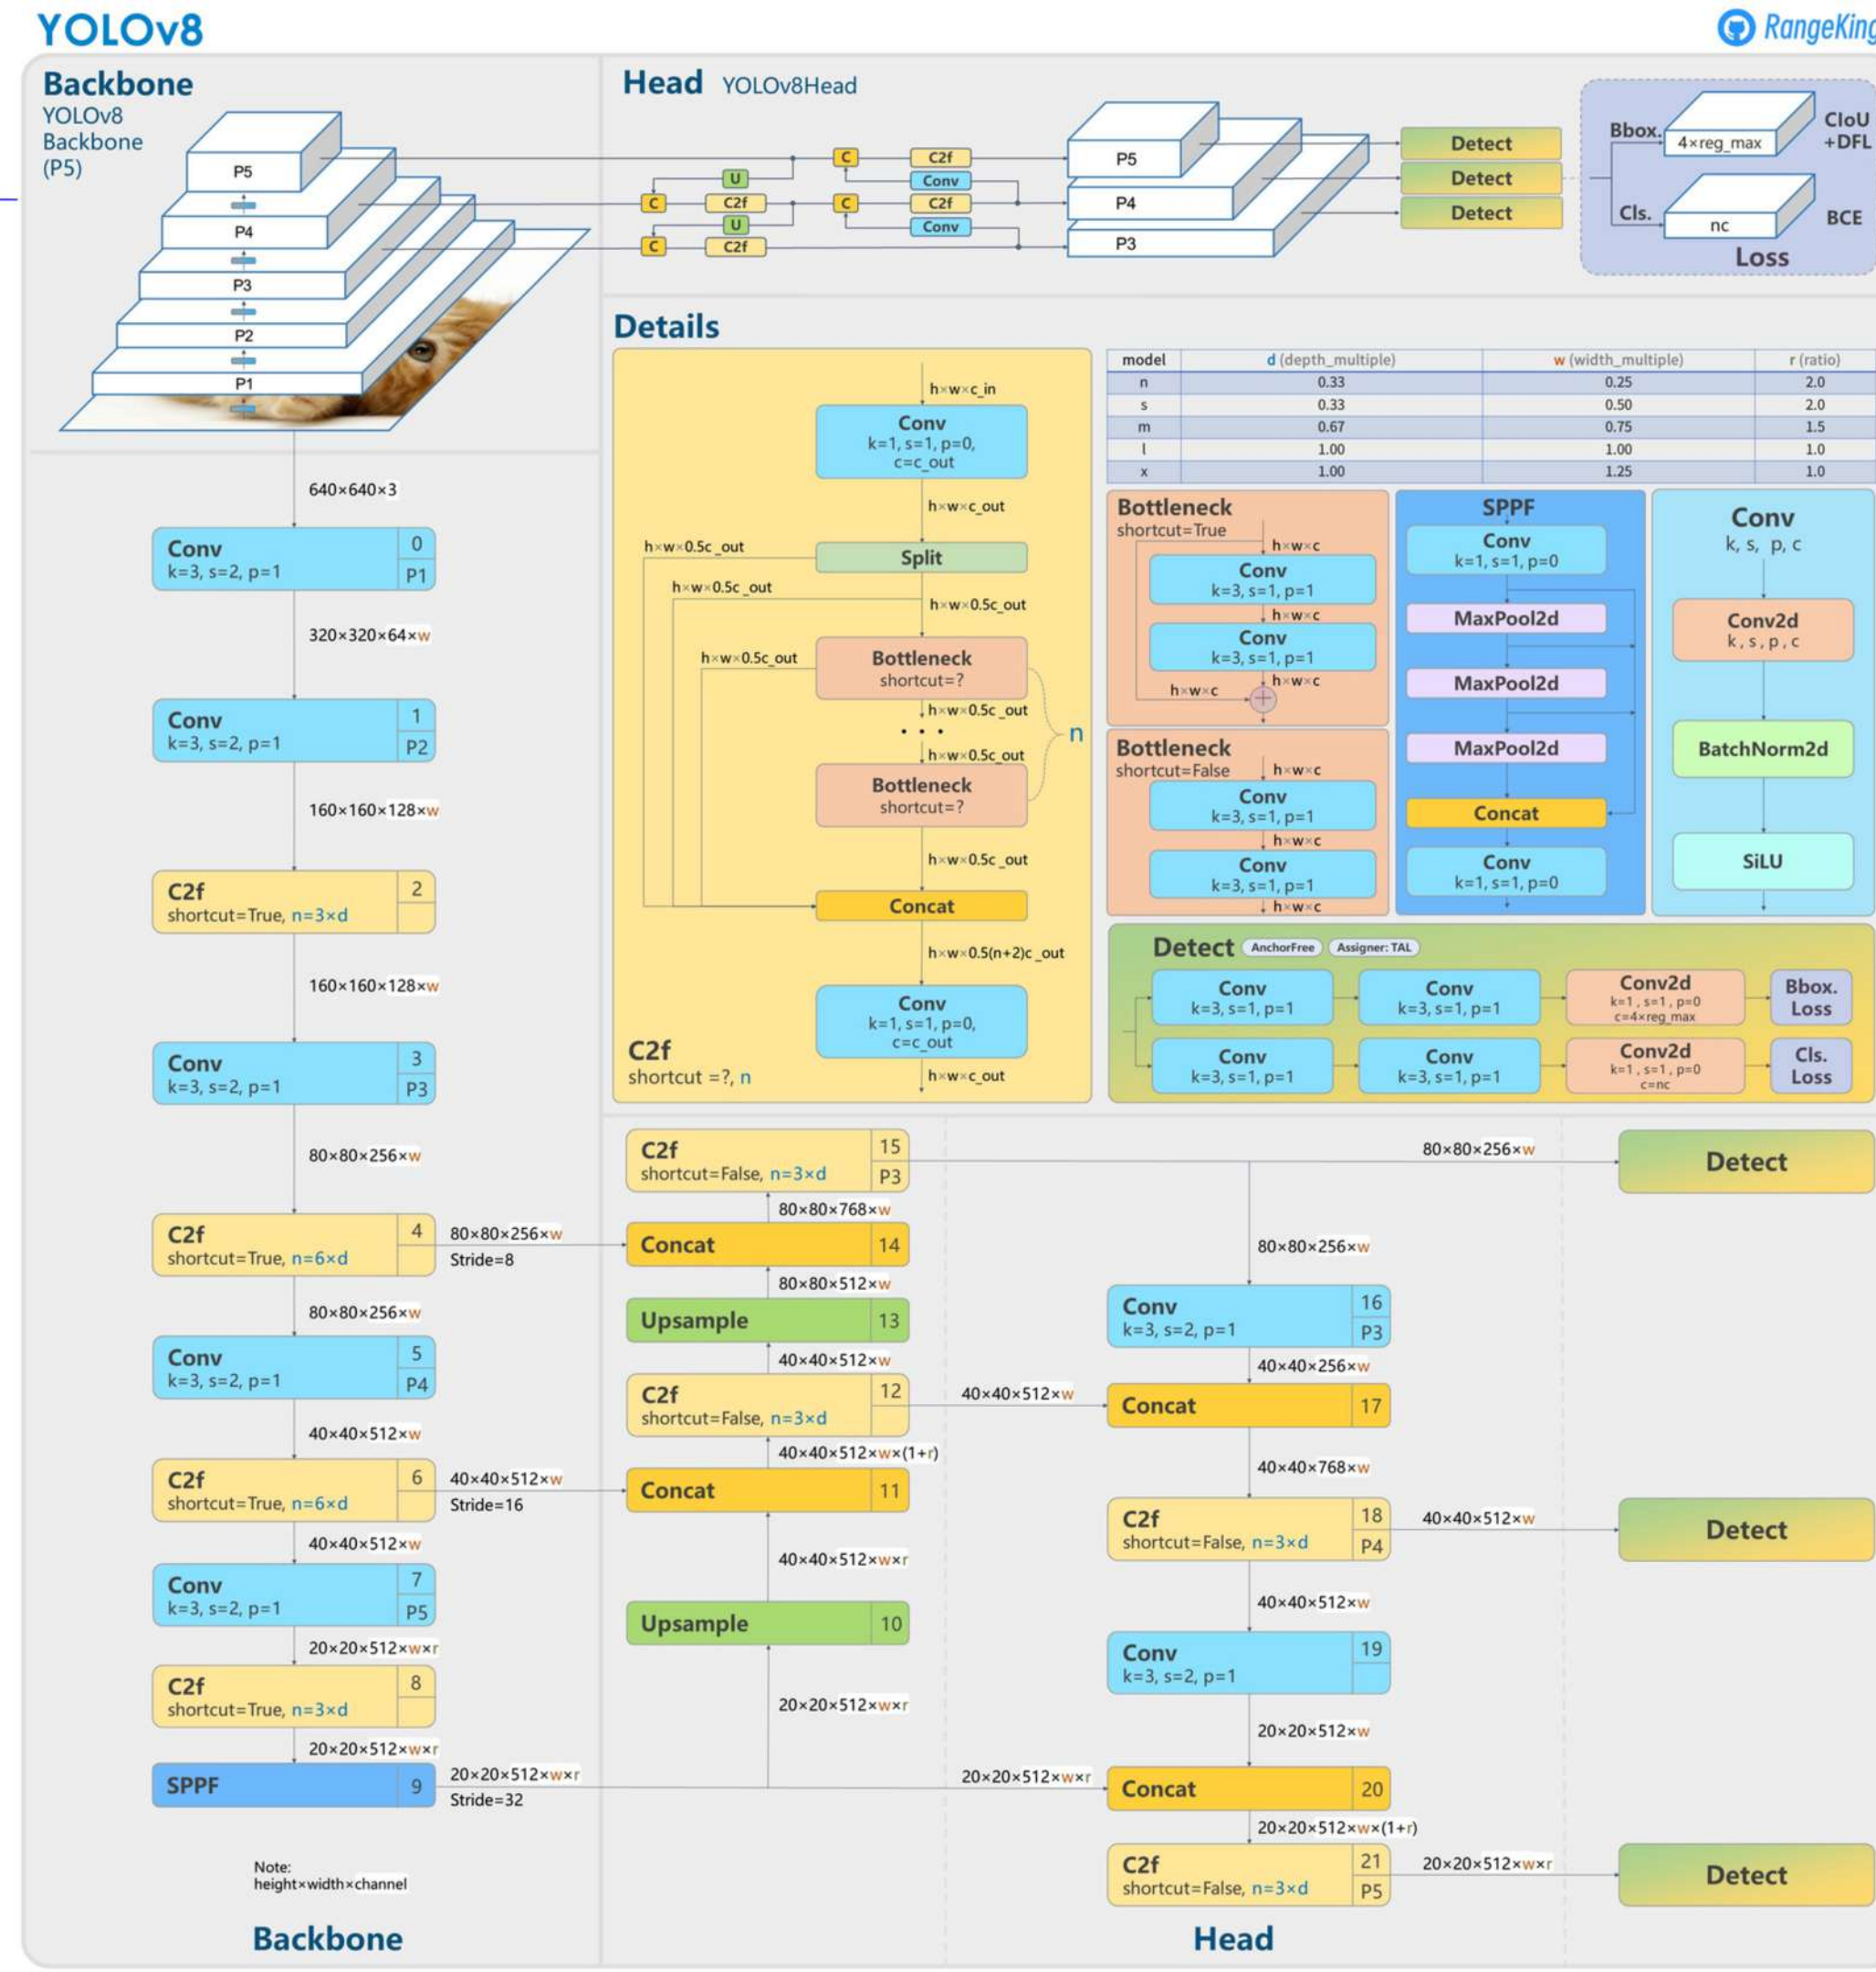 YOLOv8
RangeKing
Backbone
YOLOv8
Backbone
(P5)
P5
P4
P3
P2
P1
Head YOLOv8Head
U
C
C2f
U
C
C2f
C
C2f
Conv
C
C2f
Conv
P5
P4
P3
Detect
Detect
Detect
Bbox.
4×reg_max
CIoU
+DFL
Cls.
nc
BCE
Loss
640×640×3
Conv
k=3, s=2, p=1
0
P1
320×320×64×w
Conv
k=3, s=2, p=1
1
P2
160×160×128×w
C2f
shortcut=True, n=3×d
2
160×160×128×w
Conv
k=3, s=2, p=1
3
P3
80×80×256×w
C2f
shortcut=True, n=6×d
4
80×80×256×w
Stride=8
80×80×256×w
Conv
k=3, s=2, p=1
5
P4
40×40×512×w
C2f
shortcut=True, n=6×d
6
40×40×512×w
Stride=16
40×40×512×w
Conv
k=3, s=2, p=1
7
P5
20×20×512×w×r
C2f
shortcut=True, n=3×d
8
20×20×512×w×r
SPPF
9
20×20×512×w×r
Stride=32
Note:
height×width×channel
Backbone
Details
h×w×c_in
Conv
k=1, s=1, p=0,
c=c_out
h×w×c_out
Split
h×w×0.5c_out
h×w×0.5c_out
h×w×0.5c_out
Bottleneck
shortcut=?
h×w×0.5c_out
h×w×0.5c_out
. . .
n
h×w×0.5c_out
Bottleneck
shortcut=?
h×w×0.5c_out
Concat
h×w×0.5(n+2)c_out
Conv
k=1, s=1, p=0,
c=c_out
h×w×c_out
C2f
shortcut =?, n
model d (depth_multiple) w (width_multiple) r (ratio)
n 0.33 0.25 2.0
s 0.33 0.50 2.0
m 0.67 0.75 1.5
l 1.00 1.00 1.0
x 1.00 1.25 1.0
Bottleneck
shortcut=True
h×w×c
Conv
k=3, s=1, p=1
h×w×c
Conv
k=3, s=1, p=1
h×w×c
h×w×c
+
Bottleneck
shortcut=False
h×w×c
Conv
k=3, s=1, p=1
h×w×c
Conv
k=3, s=1, p=1
h×w×c
SPPF
Conv
k=1, s=1, p=0
MaxPool2d
MaxPool2d
MaxPool2d
Concat
Conv
k=1, s=1, p=0
Conv
k, s, p, c
Conv2d
k, s, p, c
BatchNorm2d
SiLU
Detect AnchorFree Assigner: TAL
Conv
k=3, s=1, p=1
Conv
k=3, s=1, p=1
Conv2d
k=1, s=1, p=0
c=4×reg_max
Bbox.
Loss
Conv
k=3, s=1, p=1
Conv
k=3, s=1, p=1
Conv2d
k=1, s=1, p=0
c=nc
Cls.
Loss
C2f
shortcut=False, n=3×d
15
P3
80×80×768×w
Concat
14
80×80×512×w
Upsample
13
40×40×512×w
C2f
shortcut=False, n=3×d
12
40×40×512×w
40×40×512×w×(1+r)
Concat
11
40×40×512×w×r
Upsample
10
20×20×512×w×r
80×80×256×w
Detect
80×80×256×w
Conv
k=3, s=2, p=1
16
P3
40×40×256×w
Concat
17
40×40×768×w
C2f
shortcut=False, n=3×d
18
P4
40×40×512×w
Detect
40×40×512×w
Conv
k=3, s=2, p=1
19
20×20×512×w
20×20×512×w×r
Concat
20
20×20×512×w×(1+r)
C2f
shortcut=False, n=3×d
21
P5
20×20×512×w×r
Detect
Head